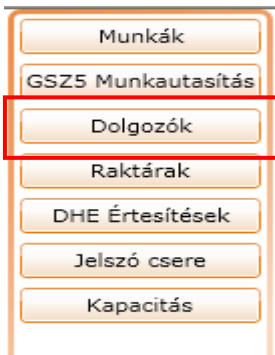 Munkák
GSZ5 Munkautasítás
Dolgozók
Raktárak
DHE Értesítések
Jelszó csere
Kapacitás